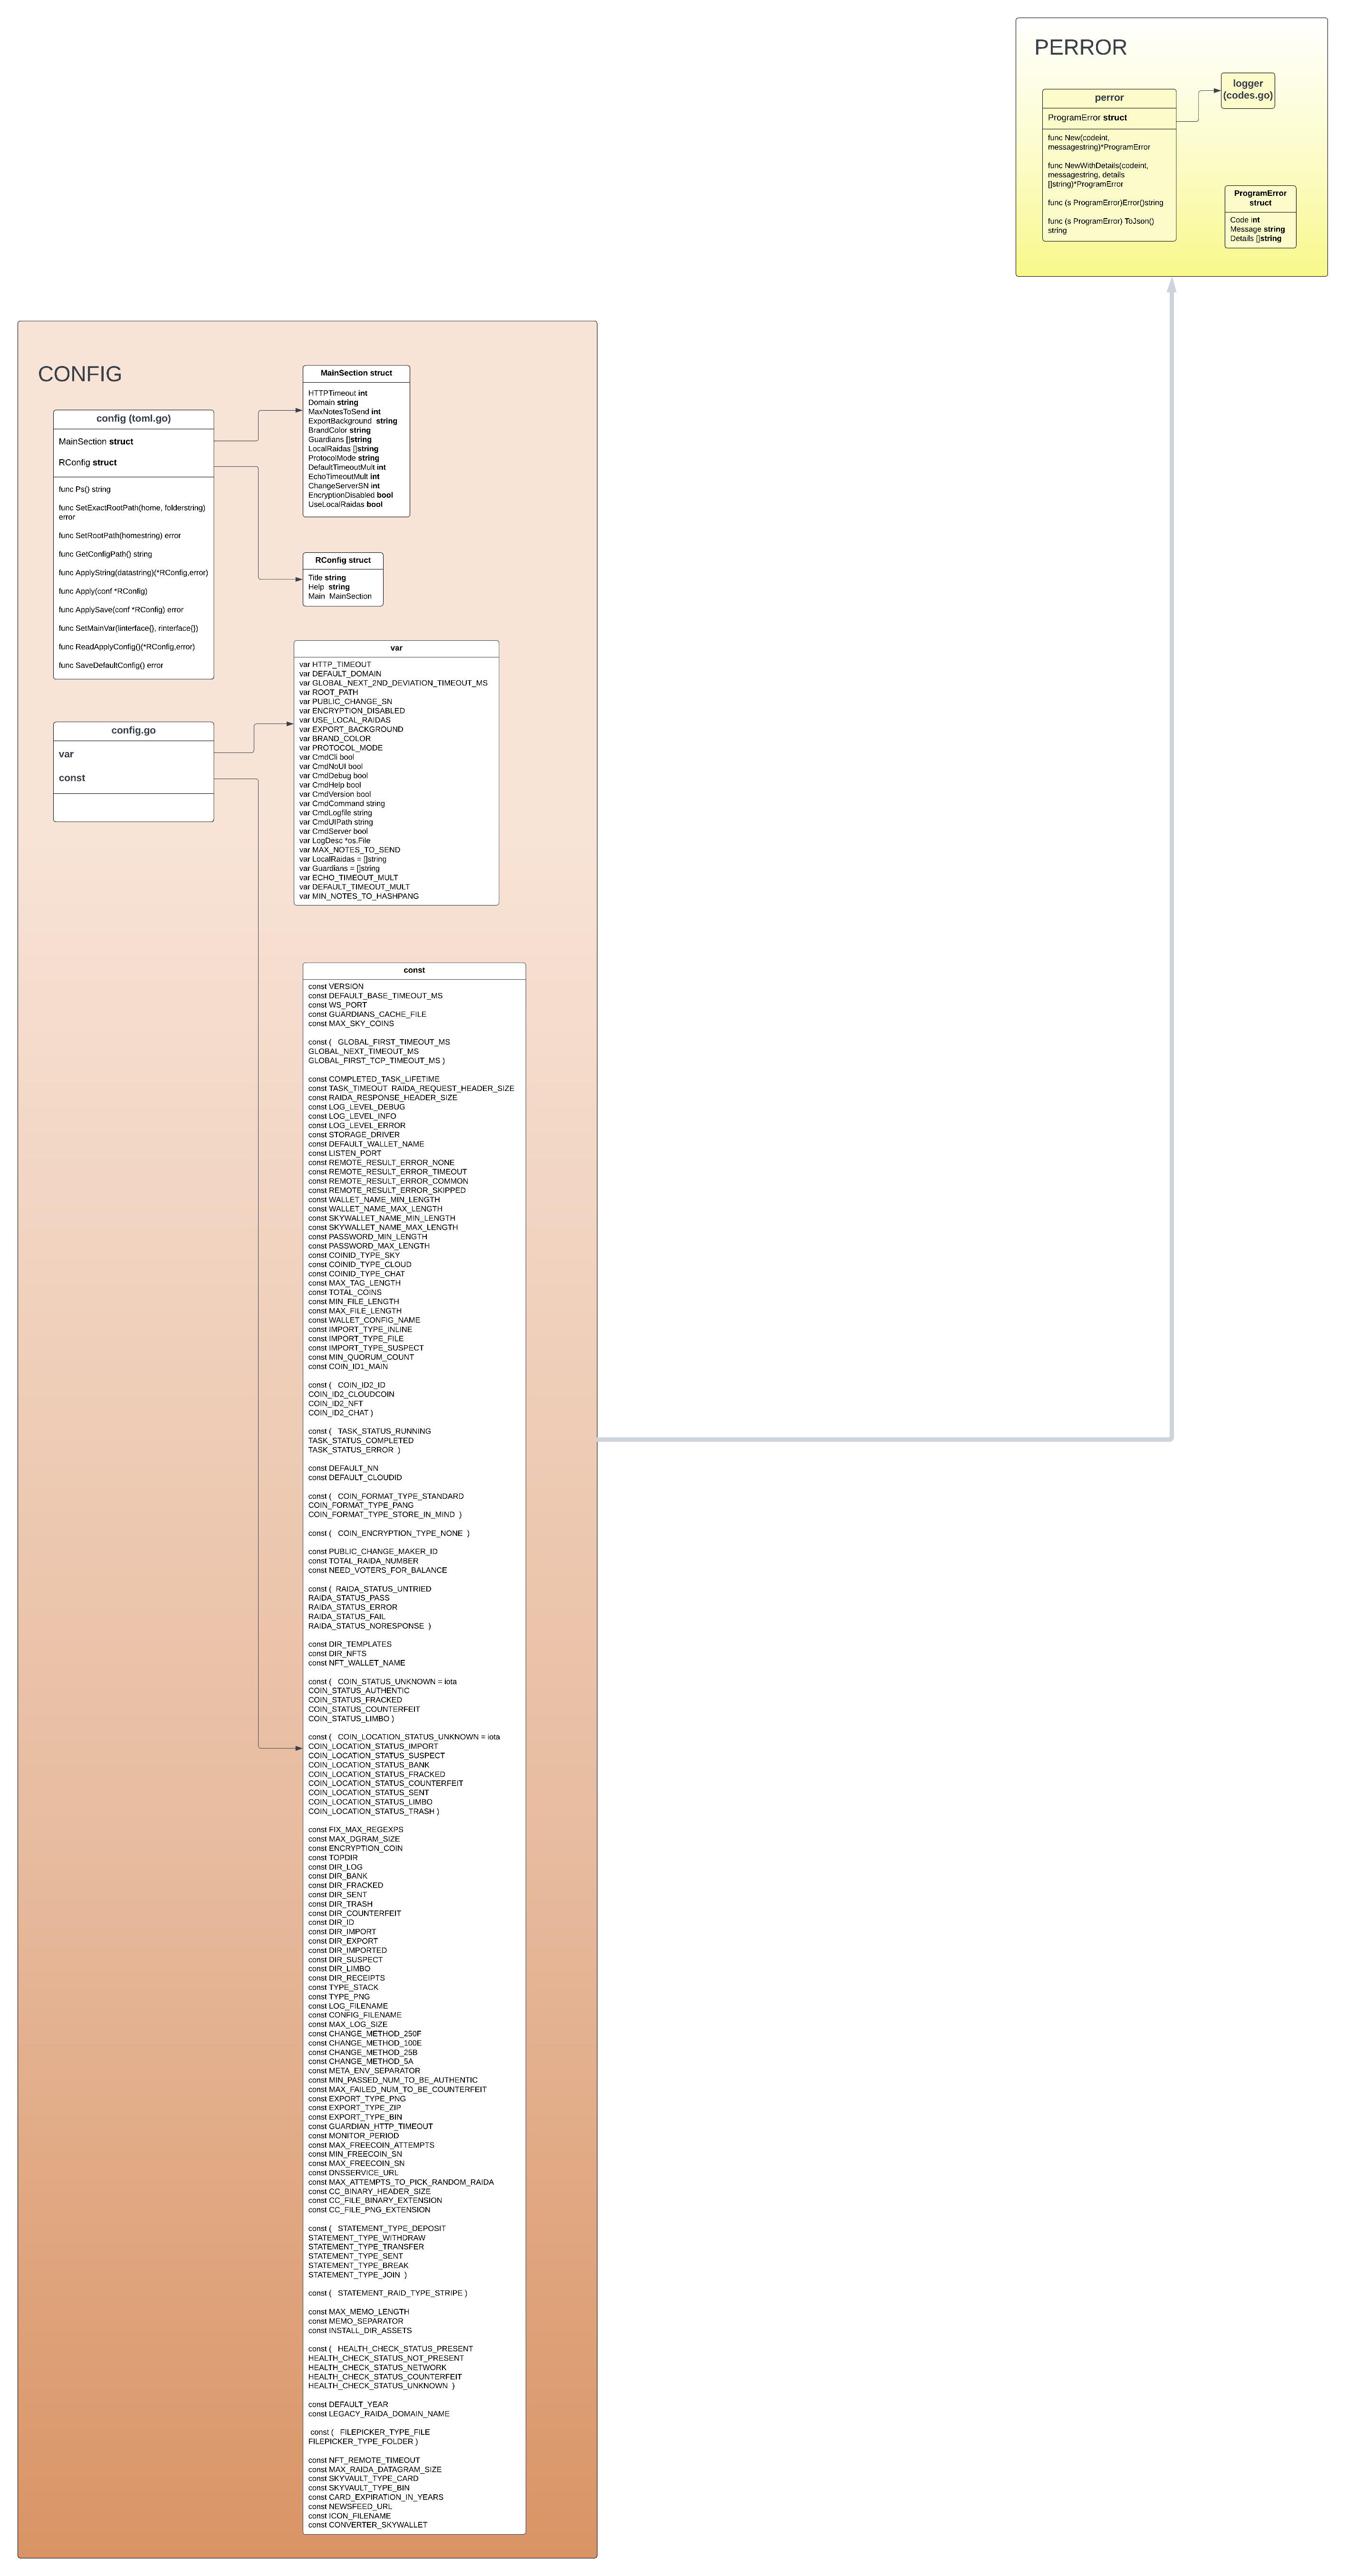 PERROR
perror
ProgramError struct
func New(codeint,
messagestring)*ProgramError
func NewWithDetails(codeint,
messagestring, details
[]string)*ProgramError
func (s ProgramError)Error()string
func (s ProgramError) ToJson()
string
logger
(codes.go)
ProgramError
struct
Code int
Message string
Details []string
CONFIG
config (toml.go)
MainSection struct
RConfig struct
func Ps() string
func SetExactRootPath(home, folderstring)
error
func SetRootPath(homestring) error
func GetConfigPath() string
func ApplyString(datastring)(*RConfig,error)
func Apply(conf *RConfig)
func ApplySave(conf *RConfig) error
func SetMainVar(linterface{}, rinterface{})
func ReadApplyConfig()(*RConfig,error)
func SaveDefaultConfig() error
MainSection struct
HTTPTimeout int
Domain string
MaxNotesToSend int
ExportBackground  string
BrandColor string
Guardians []string
LocalRaidas []string
ProtocolMode string
DefaultTimeoutMult int
EchoTimeoutMult int
ChangeServerSN int
EncryptionDisabled bool
UseLocalRaidas bool
RConfig struct
Title string
Help  string
Main  MainSection
config.go
var
const
var
var HTTP_TIMEOUT
var DEFAULT_DOMAIN
var GLOBAL_NEXT_2ND_DEVIATION_TIMEOUT_MS
var ROOT_PATH
var PUBLIC_CHANGE_SN
var ENCRYPTION_DISABLED
var USE_LOCAL_RAIDAS
var EXPORT_BACKGROUND
var BRAND_COLOR
var PROTOCOL_MODE
var CmdCli bool
var CmdNoUI bool
var CmdDebug bool
var CmdHelp bool
var CmdVersion bool
var CmdCommand string
var CmdLogfile string
var CmdUIPath string
var CmdServer bool
var LogDesc *os.File
var MAX_NOTES_TO_SEND
var LocalRaidas = []string
var Guardians = []string
var ECHO_TIMEOUT_MULT
var DEFAULT_TIMEOUT_MULT
var MIN_NOTES_TO_HASHPANG
const
const VERSION
const DEFAULT_BASE_TIMEOUT_MS
const WS_PORT
const GUARDIANS_CACHE_FILE
const MAX_SKY_COINS
const (   GLOBAL_FIRST_TIMEOUT_MS
GLOBAL_NEXT_TIMEOUT_MS
GLOBAL_FIRST_TCP_TIMEOUT_MS )
const COMPLETED_TASK_LIFETIME
const TASK_TIMEOUT  RAIDA_REQUEST_HEADER_SIZE
const RAIDA_RESPONSE_HEADER_SIZE
const LOG_LEVEL_DEBUG
const LOG_LEVEL_INFO
const LOG_LEVEL_ERROR
const STORAGE_DRIVER
const DEFAULT_WALLET_NAME
const LISTEN_PORT
const REMOTE_RESULT_ERROR_NONE
const REMOTE_RESULT_ERROR_TIMEOUT
const REMOTE_RESULT_ERROR_COMMON
const REMOTE_RESULT_ERROR_SKIPPED
const WALLET_NAME_MIN_LENGTH
const WALLET_NAME_MAX_LENGTH
const SKYWALLET_NAME_MIN_LENGTH
const SKYWALLET_NAME_MAX_LENGTH
const PASSWORD_MIN_LENGTH
const PASSWORD_MAX_LENGTH
const COINID_TYPE_SKY
const COINID_TYPE_CLOUD
const COINID_TYPE_CHAT
const MAX_TAG_LENGTH
const TOTAL_COINS
const MIN_FILE_LENGTH
const MAX_FILE_LENGTH
const WALLET_CONFIG_NAME
const IMPORT_TYPE_INLINE
const IMPORT_TYPE_FILE
const IMPORT_TYPE_SUSPECT
const MIN_QUORUM_COUNT
const COIN_ID1_MAIN
const (   COIN_ID2_ID
COIN_ID2_CLOUDCOIN
COIN_ID2_NFT
COIN_ID2_CHAT )
const (   TASK_STATUS_RUNNING
TASK_STATUS_COMPLETED
TASK_STATUS_ERROR  )
const DEFAULT_NN
const DEFAULT_CLOUDID
const (   COIN_FORMAT_TYPE_STANDARD
COIN_FORMAT_TYPE_PANG
COIN_FORMAT_TYPE_STORE_IN_MIND  )
const (   COIN_ENCRYPTION_TYPE_NONE  )
const PUBLIC_CHANGE_MAKER_ID
const TOTAL_RAIDA_NUMBER
const NEED_VOTERS_FOR_BALANCE
const (  RAIDA_STATUS_UNTRIED
RAIDA_STATUS_PASS
RAIDA_STATUS_ERROR
RAIDA_STATUS_FAIL
RAIDA_STATUS_NORESPONSE  )
const DIR_TEMPLATES
const DIR_NFTS
const NFT_WALLET_NAME
const (   COIN_STATUS_UNKNOWN = iota
COIN_STATUS_AUTHENTIC
COIN_STATUS_FRACKED
COIN_STATUS_COUNTERFEIT
COIN_STATUS_LIMBO )
const (   COIN_LOCATION_STATUS_UNKNOWN = iota
COIN_LOCATION_STATUS_IMPORT
COIN_LOCATION_STATUS_SUSPECT
COIN_LOCATION_STATUS_BANK
COIN_LOCATION_STATUS_FRACKED
COIN_LOCATION_STATUS_COUNTERFEIT
COIN_LOCATION_STATUS_SENT
COIN_LOCATION_STATUS_LIMBO
COIN_LOCATION_STATUS_TRASH )
const FIX_MAX_REGEXPS
const MAX_DGRAM_SIZE
const ENCRYPTION_COIN
const TOPDIR
const DIR_LOG
const DIR_BANK
const DIR_FRACKED
const DIR_SENT
const DIR_TRASH
const DIR_COUNTERFEIT
const DIR_ID
const DIR_IMPORT
const DIR_EXPORT
const DIR_IMPORTED
const DIR_SUSPECT
const DIR_LIMBO
const DIR_RECEIPTS
const TYPE_STACK
const TYPE_PNG
const LOG_FILENAME
const CONFIG_FILENAME
const MAX_LOG_SIZE
const CHANGE_METHOD_250F
const CHANGE_METHOD_100E
const CHANGE_METHOD_25B
const CHANGE_METHOD_5A
const META_ENV_SEPARATOR
const MIN_PASSED_NUM_TO_BE_AUTHENTIC
const MAX_FAILED_NUM_TO_BE_COUNTERFEIT
const EXPORT_TYPE_PNG
const EXPORT_TYPE_ZIP
const EXPORT_TYPE_BIN
const GUARDIAN_HTTP_TIMEOUT
const MONITOR_PERIOD
const MAX_FREECOIN_ATTEMPTS
const MIN_FREECOIN_SN
const MAX_FREECOIN_SN
const DNSSERVICE_URL
const MAX_ATTEMPTS_TO_PICK_RANDOM_RAIDA
const CC_BINARY_HEADER_SIZE
const CC_FILE_BINARY_EXTENSION
const CC_FILE_PNG_EXTENSION
const (   STATEMENT_TYPE_DEPOSIT
STATEMENT_TYPE_WITHDRAW
STATEMENT_TYPE_TRANSFER
STATEMENT_TYPE_SENT
STATEMENT_TYPE_BREAK
STATEMENT_TYPE_JOIN  )
const (   STATEMENT_RAID_TYPE_STRIPE )
const MAX_MEMO_LENGTH
const MEMO_SEPARATOR
const INSTALL_DIR_ASSETS
const (   HEALTH_CHECK_STATUS_PRESENT
HEALTH_CHECK_STATUS_NOT_PRESENT
HEALTH_CHECK_STATUS_NETWORK
HEALTH_CHECK_STATUS_COUNTERFEIT
HEALTH_CHECK_STATUS_UNKNOWN  )
const DEFAULT_YEAR
const LEGACY_RAIDA_DOMAIN_NAME
const (   FILEPICKER_TYPE_FILE
FILEPICKER_TYPE_FOLDER )
const NFT_REMOTE_TIMEOUT
const MAX_RAIDA_DATAGRAM_SIZE
const SKYVAULT_TYPE_CARD
const SKYVAULT_TYPE_BIN
const CARD_EXPIRATION_IN_YEARS
const NEWSFEED_URL
const ICON_FILENAME
const CONVERTER_SKYWALLET